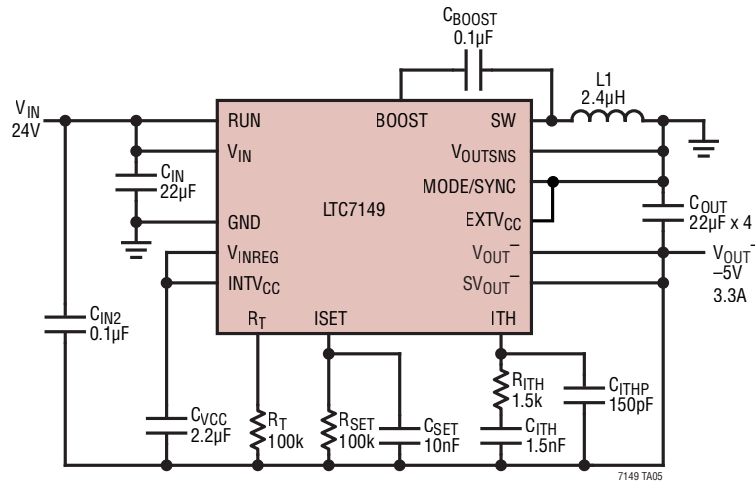 CBOOST
0.1µF
L1
2.4µH
VIN
24V
RUN
BOOST
SW
VIN
VOUTSNS
MODE/SYNC
CIN
22µF
LTC7149
EXTVCC
COUT
22µF x 4
GND
VINREG
VOUT–
VOUT–
–5V
3.3A
INTVCC
SVOUT–
CIN2
0.1µF
RT
ISET
ITH
RITH
1.5k
CITHP
150pF
CVCC
2.2µF
RT
100k
RSET
100k
CSET
10nF
CITH
1.5nF
7149 TA05